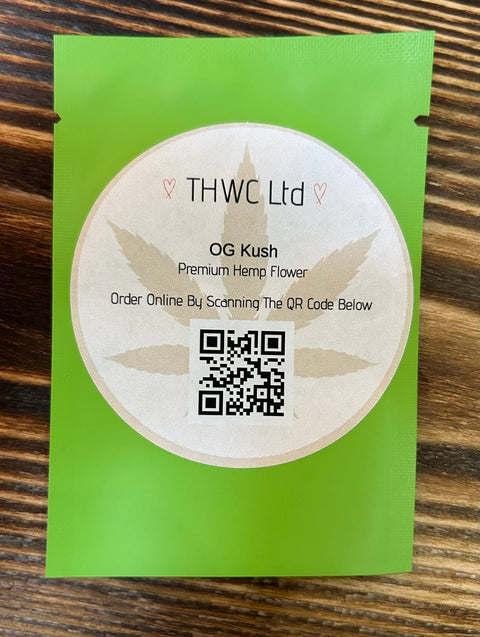 THWC Ltd
OG Kush
Premium Hemp Flower
Order Online By Scanning The QR Code Below